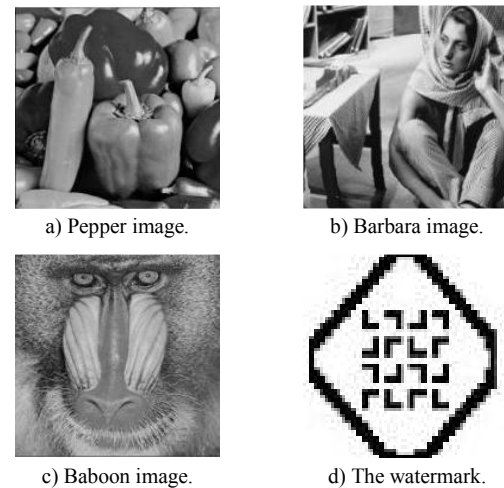 a) Pepper image.
b) Barbara image.
c) Baboon image.
d) The watermark.